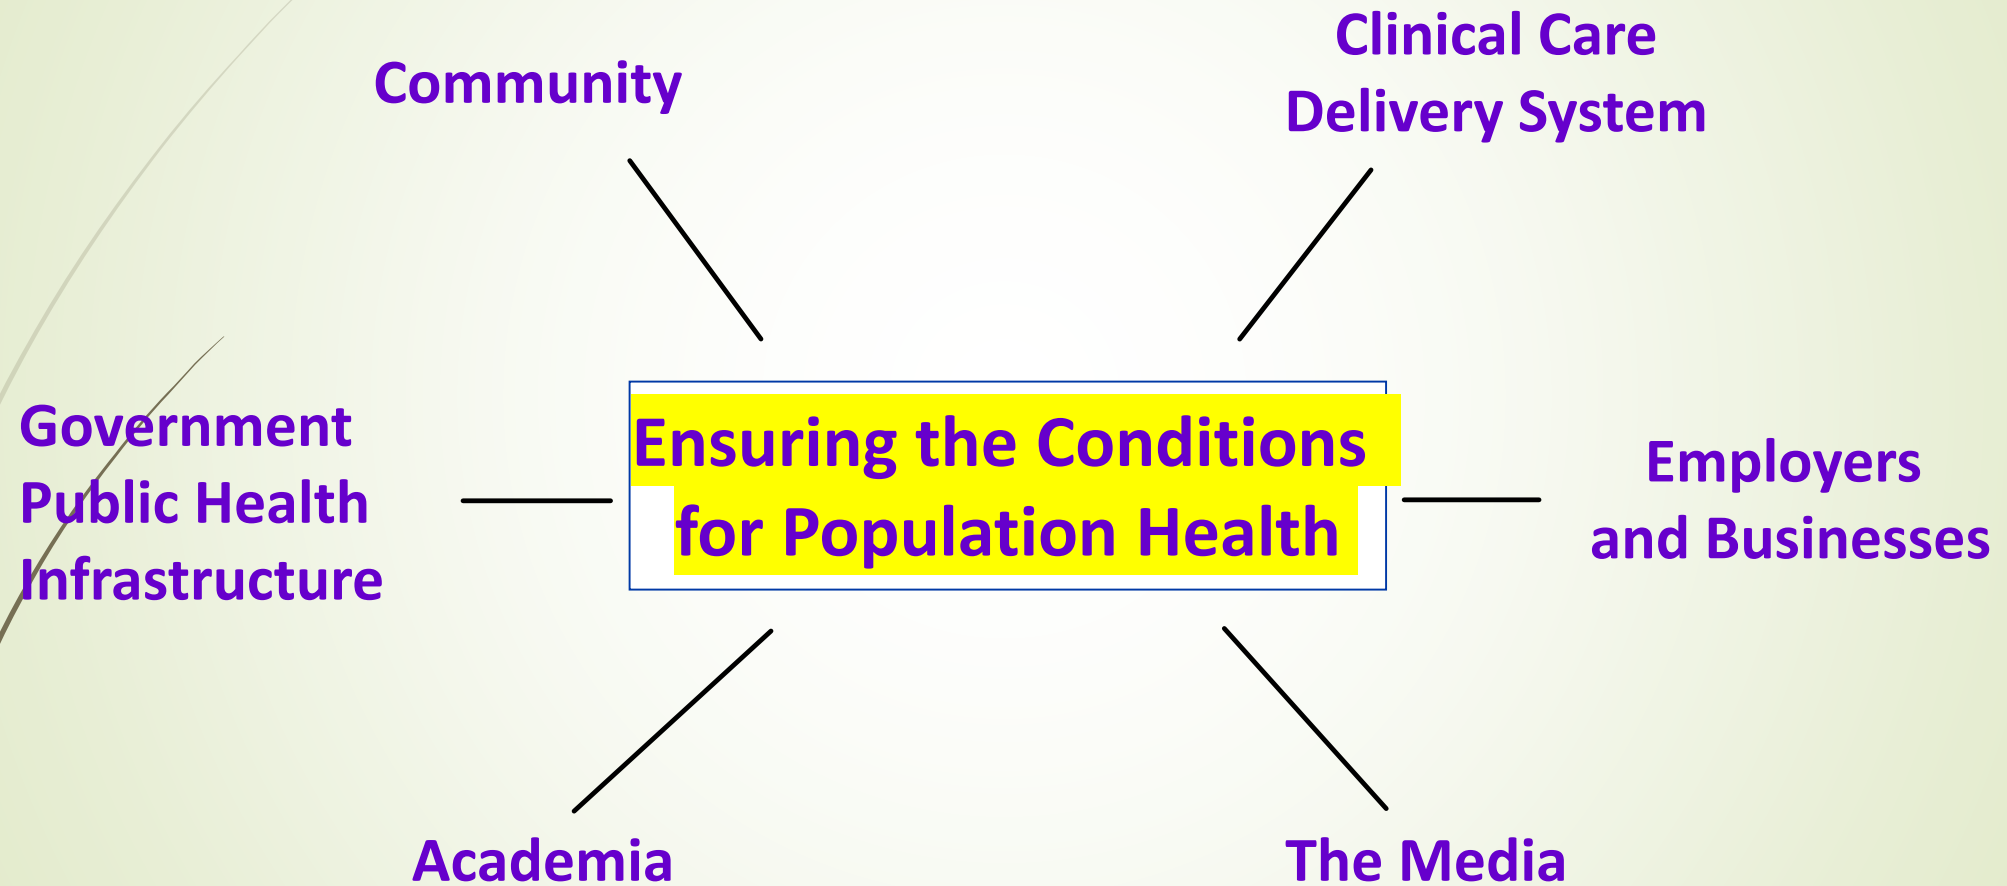 Community
Clinical Care
Delivery System
Government
Public Health
Infrastructure
Ensuring the Conditions
for Population Health
Employers
and Businesses
Academia
The Media